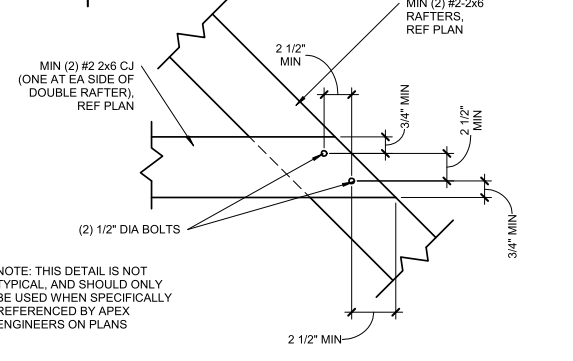 MIN (2) #2-2x6
RAFTERS,
REF PLAN
2 1/2"
MIN
MIN (2) #2 2x6 CJ
(ONE AT EA SIDE OF
DOUBLE RAFTER),
REF PLAN
3/4" MIN
2 1/2"
MIN
3/4" MIN
(2) 1/2" DIA BOLTS
NOTE: THIS DETAIL IS NOT
TYPICAL, AND SHOULD ONLY
BE USED WHEN SPECIFICALLY
REFERENCED BY APEX
ENGINEERS ON PLANS
2 1/2" MIN